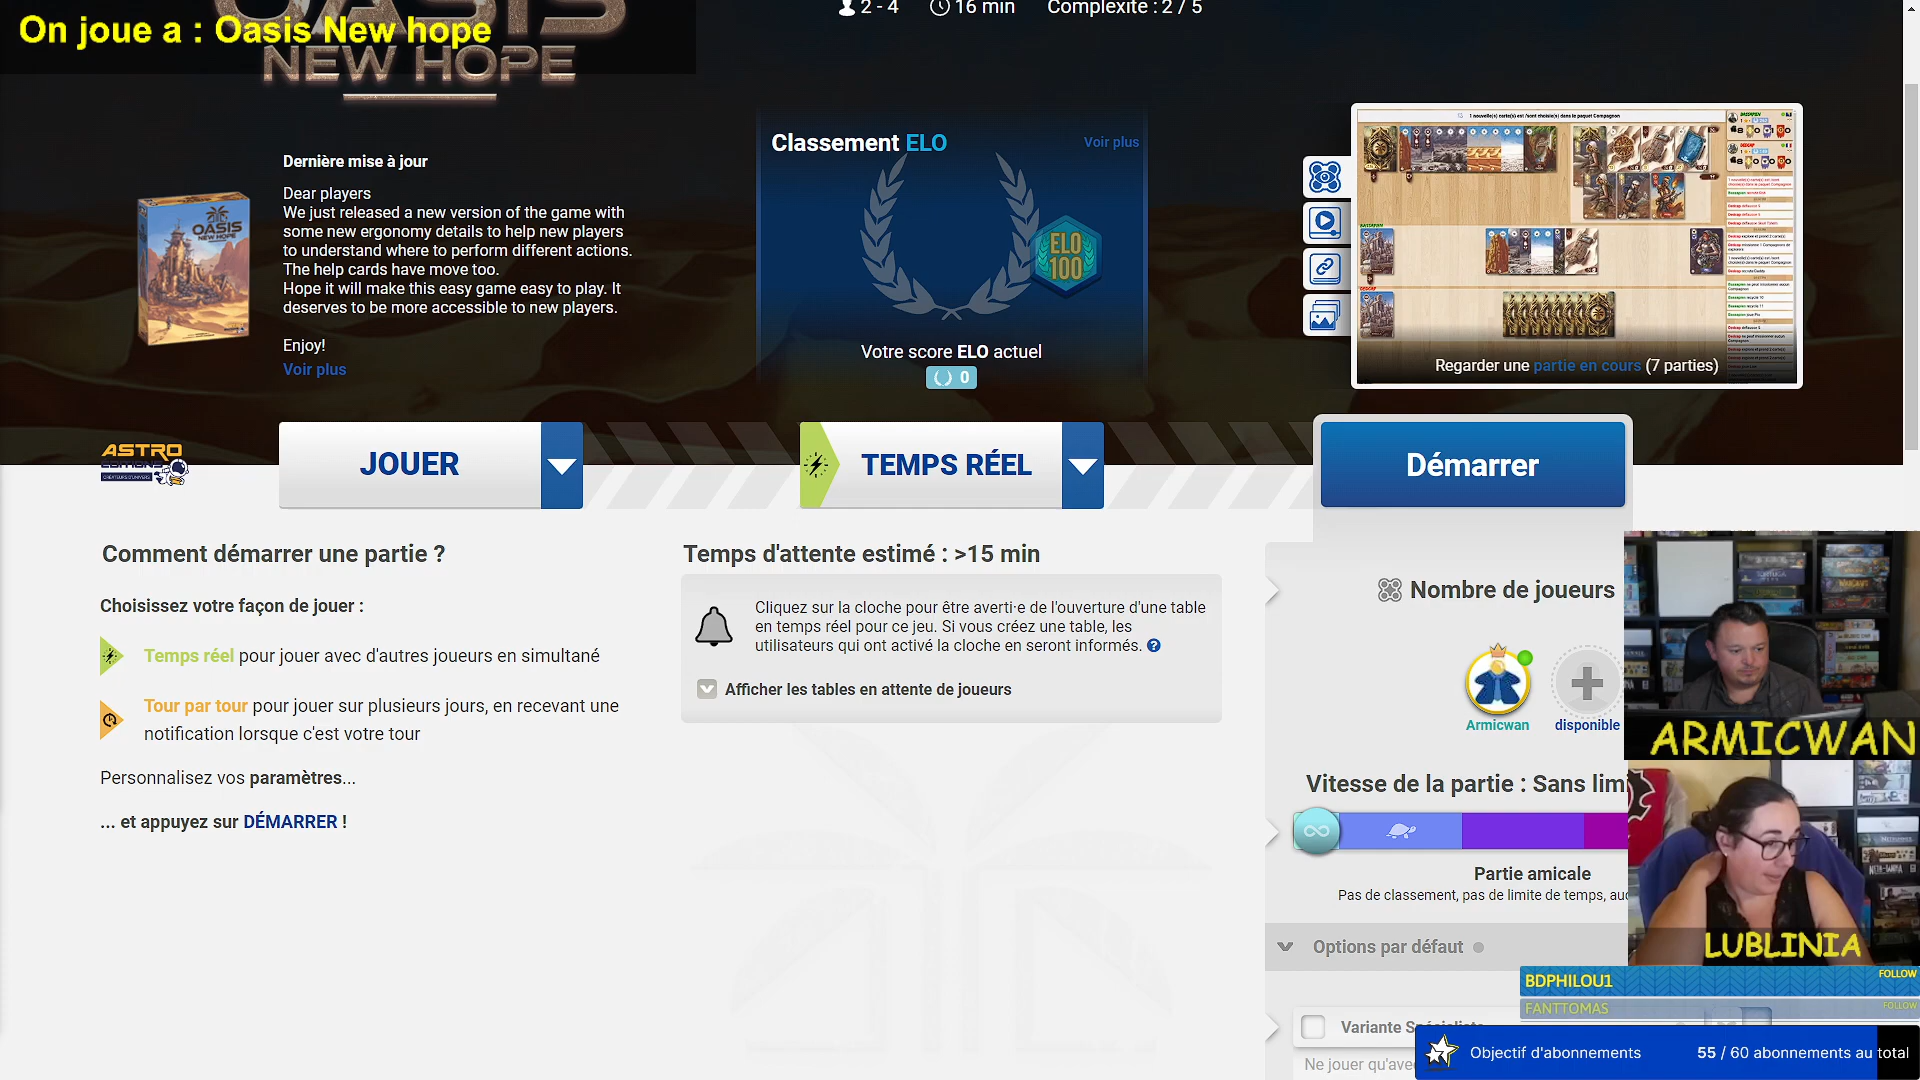 On joue a : Oasis New hope
OASIS
NEW HOPE
2 - 4
16 min
Complexité : 2 / 5
Dernière mise à jour
Dear players
We just released a new version of the game with
some new ergonomy details to help new players
to understand where to perform different actions.
The help cards have move too.
Hope it will make this easy game easy to play. It
deserves to be more accessible to new players.
Enjoy!
Voir plus
OASIS
NEW HOPE
Classement ELO
Voir plus
ELO
100
Votre score ELO actuel
0
Regarder une partie en cours (7 parties)
ASTRO
EDITIONS
JOUER
TEMPS RÉEL
Démarrer
Comment démarrer une partie ?
Choisissez votre façon de jouer :
Temps réel pour jouer avec d'autres joueurs en simultané
Tour par tour pour jouer sur plusieurs jours, en recevant une
notification lorsque c'est votre tour
Personnalisez vos paramètres...
... et appuyez sur DÉMARRER !
Temps d'attente estimé : >15 min
Cliquez sur la cloche pour être averti·e de l'ouverture d'une table
en temps réel pour ce jeu. Si vous créez une table, les
utilisateurs qui ont activé la cloche en seront informés.
Afficher les tables en attente de joueurs
Nombre de joueurs
Armicwan
disponible
Vitesse de la partie : Sans lim
Partie amicale
Pas de classement, pas de limite de temps, auc
Options par défaut
Variante Spécialiste
Ne jouer qu'avec
ARMICWAN
LUBLINIA
BDPHILOU1
FOLLOW
FANTTOMAS
FOLLOW
Objectif d'abonnements
55 / 60 abonnements au total